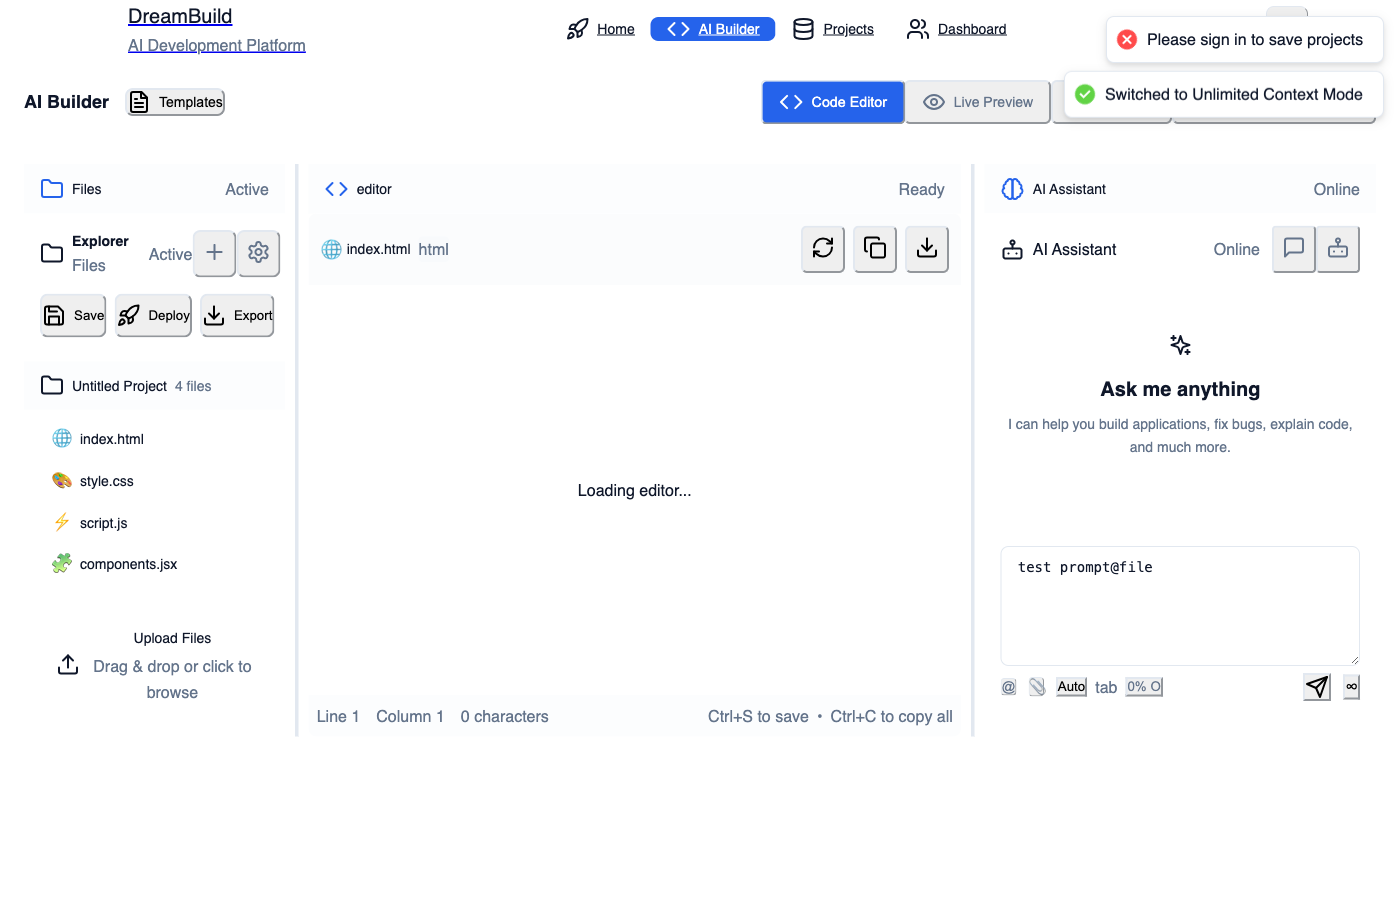 DreamBuild
AI Development Platform
Home
AI Builder
Projects
Dashboard
Please sign in to save projects
Switched to Unlimited Context Mode
AI Builder
Templates
Code Editor
Live Preview
Files
Active
Explorer
Files
Active
Save
Deploy
Export
Untitled Project 4 files
index.html
style.css
script.js
components.jsx
Upload Files
Drag & drop or click to
browse
editor
Ready
index.html html
Loading editor...
Line 1 Column 1 0 characters
Ctrl+S to save • Ctrl+C to copy all
AI Assistant
Online
AI Assistant
Online
Ask me anything
I can help you build applications, fix bugs, explain code,
and much more.
test prompt@file
@ Auto tab 0% O
∞